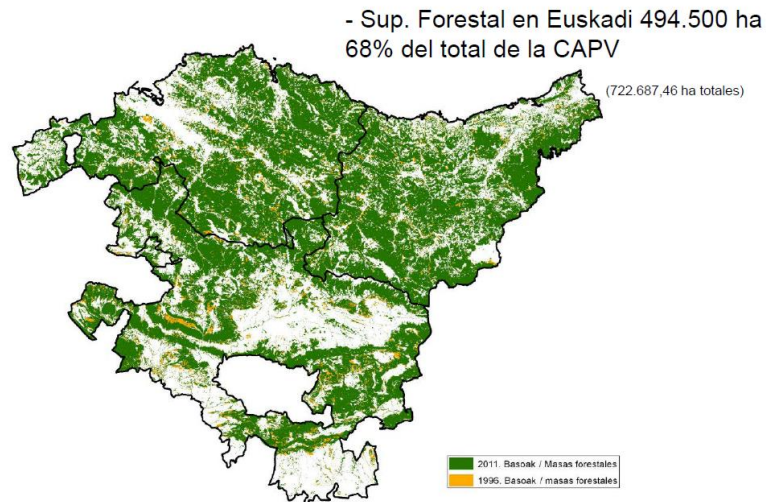 - Sup. Forestal en Euskadi 494.500 ha
68% del total de la CAPV
(722.687,46 ha totales)
2011. Basoak / Masas forestales
1996. Basoak / masas forestales